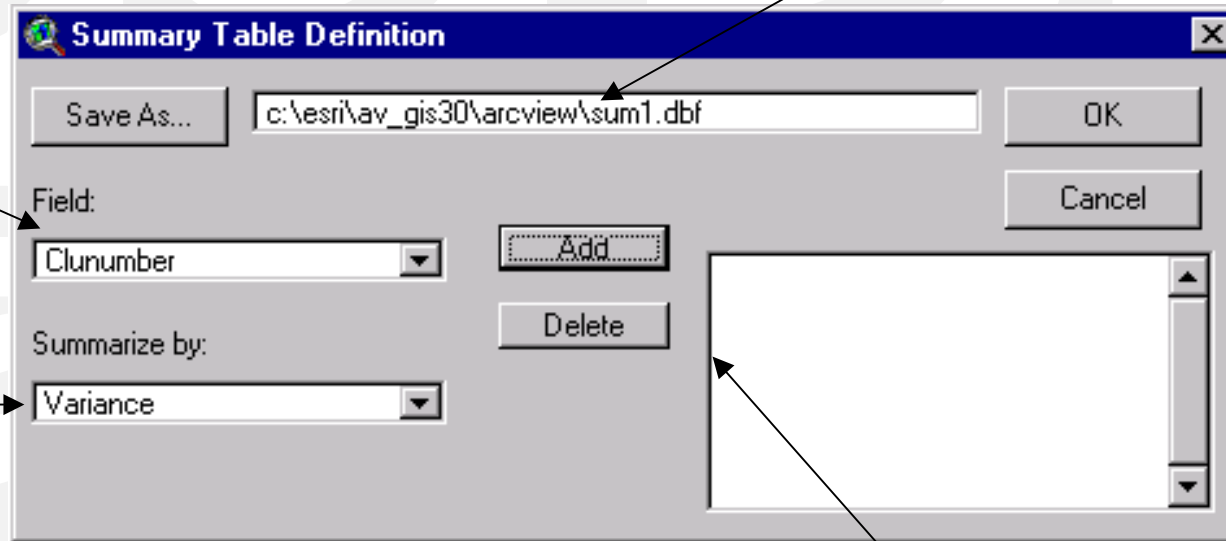 Summary Table Definition
Save As...
c:\esri\av_gis30\arcview\sum1.dbf
OK
Cancel
Field:
Clunumber
Add
Delete
Summarize by:
Variance